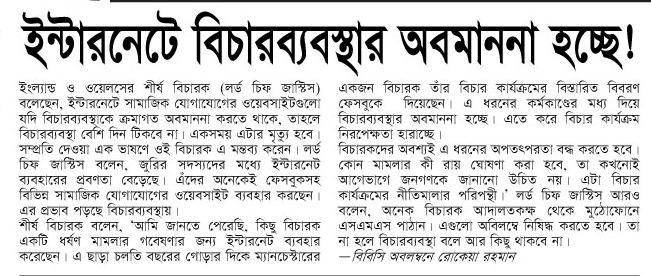 ইন্টারনেটে বিচারব্যবস্থার অবমাননা হচ্ছে!
ইংল্যান্ড ও ওয়েলসের শীর্ষ বিচারক (লর্ড চিফ জাস্টিস)
বলেছেন, ইন্টারনেটে সামাজিক যোগাযোগের ওয়েবসাইটগুলো
যদি বিচারব্যবস্থাকে ক্রমাগত অবমাননা করতে থাকে, তাহলে
বিচারব্যবস্থা বেশি দিন টিকবে না। একসময় এটার মৃত্যু হবে।
সম্প্রতি দেওয়া এক ভাষণে ওই বিচারক এ মন্তব্য করেন। লর্ড
চিফ জাস্টিস বলেন, জুরির সদস্যদের মধ্যে ইন্টারনেট
ব্যবহারের প্রবণতা বেড়েছে। এঁদের অনেকেই ফেসবুকসহ
বিভিন্ন সামাজিক যোগাযোগের ওয়েবসাইট ব্যবহার করছেন।
এর প্রভাব পড়ছে বিচারব্যবস্থায়।
শীর্ষ বিচারক বলেন, 'আমি জানতে পেরেছি, কিছু বিচারক
একটি ধর্ষণ মামলার গবেষণার জন্য ইন্টারনেট ব্যবহার
করেছেন। এ ছাড়া চলতি বছরের গোড়ার দিকে ম্যানচেস্টারের
একজন বিচারক তাঁর বিচার কার্যক্রমের বিস্তারিত বিবরণ
ফেসবুকে দিয়েছেন। এ ধরনের কর্মকাণ্ডের মধ্য দিয়ে
বিচারব্যবস্থার অবমাননা হচ্ছে। এতে করে বিচার কার্যক্রম
নিরপেক্ষতা হারাচ্ছে।
বিচারকদের অবশ্যই এ ধরনের অপতৎপরতা বন্ধ করতে হবে।
কোন মামলার কী রায় ঘোষণা করা হবে, তা কখনোই
আগেভাগে জনগণকে জানানো উচিত নয়। এটা বিচার
কার্যক্রমের নীতিমালার পরিপন্থী।' লর্ড চিফ জাস্টিস আরও
বলেন, অনেক বিচারক আদালতকক্ষ থেকে মুঠোফোনে
এসএমএস পাঠান। এগুলো অবিলম্বে নিষিদ্ধ করতে হবে। তা
না হলে বিচারব্যবস্থা বলে আর কিছু থাকবে না।
—বিবিসি অবলম্বনে রোকেয়া রহমান